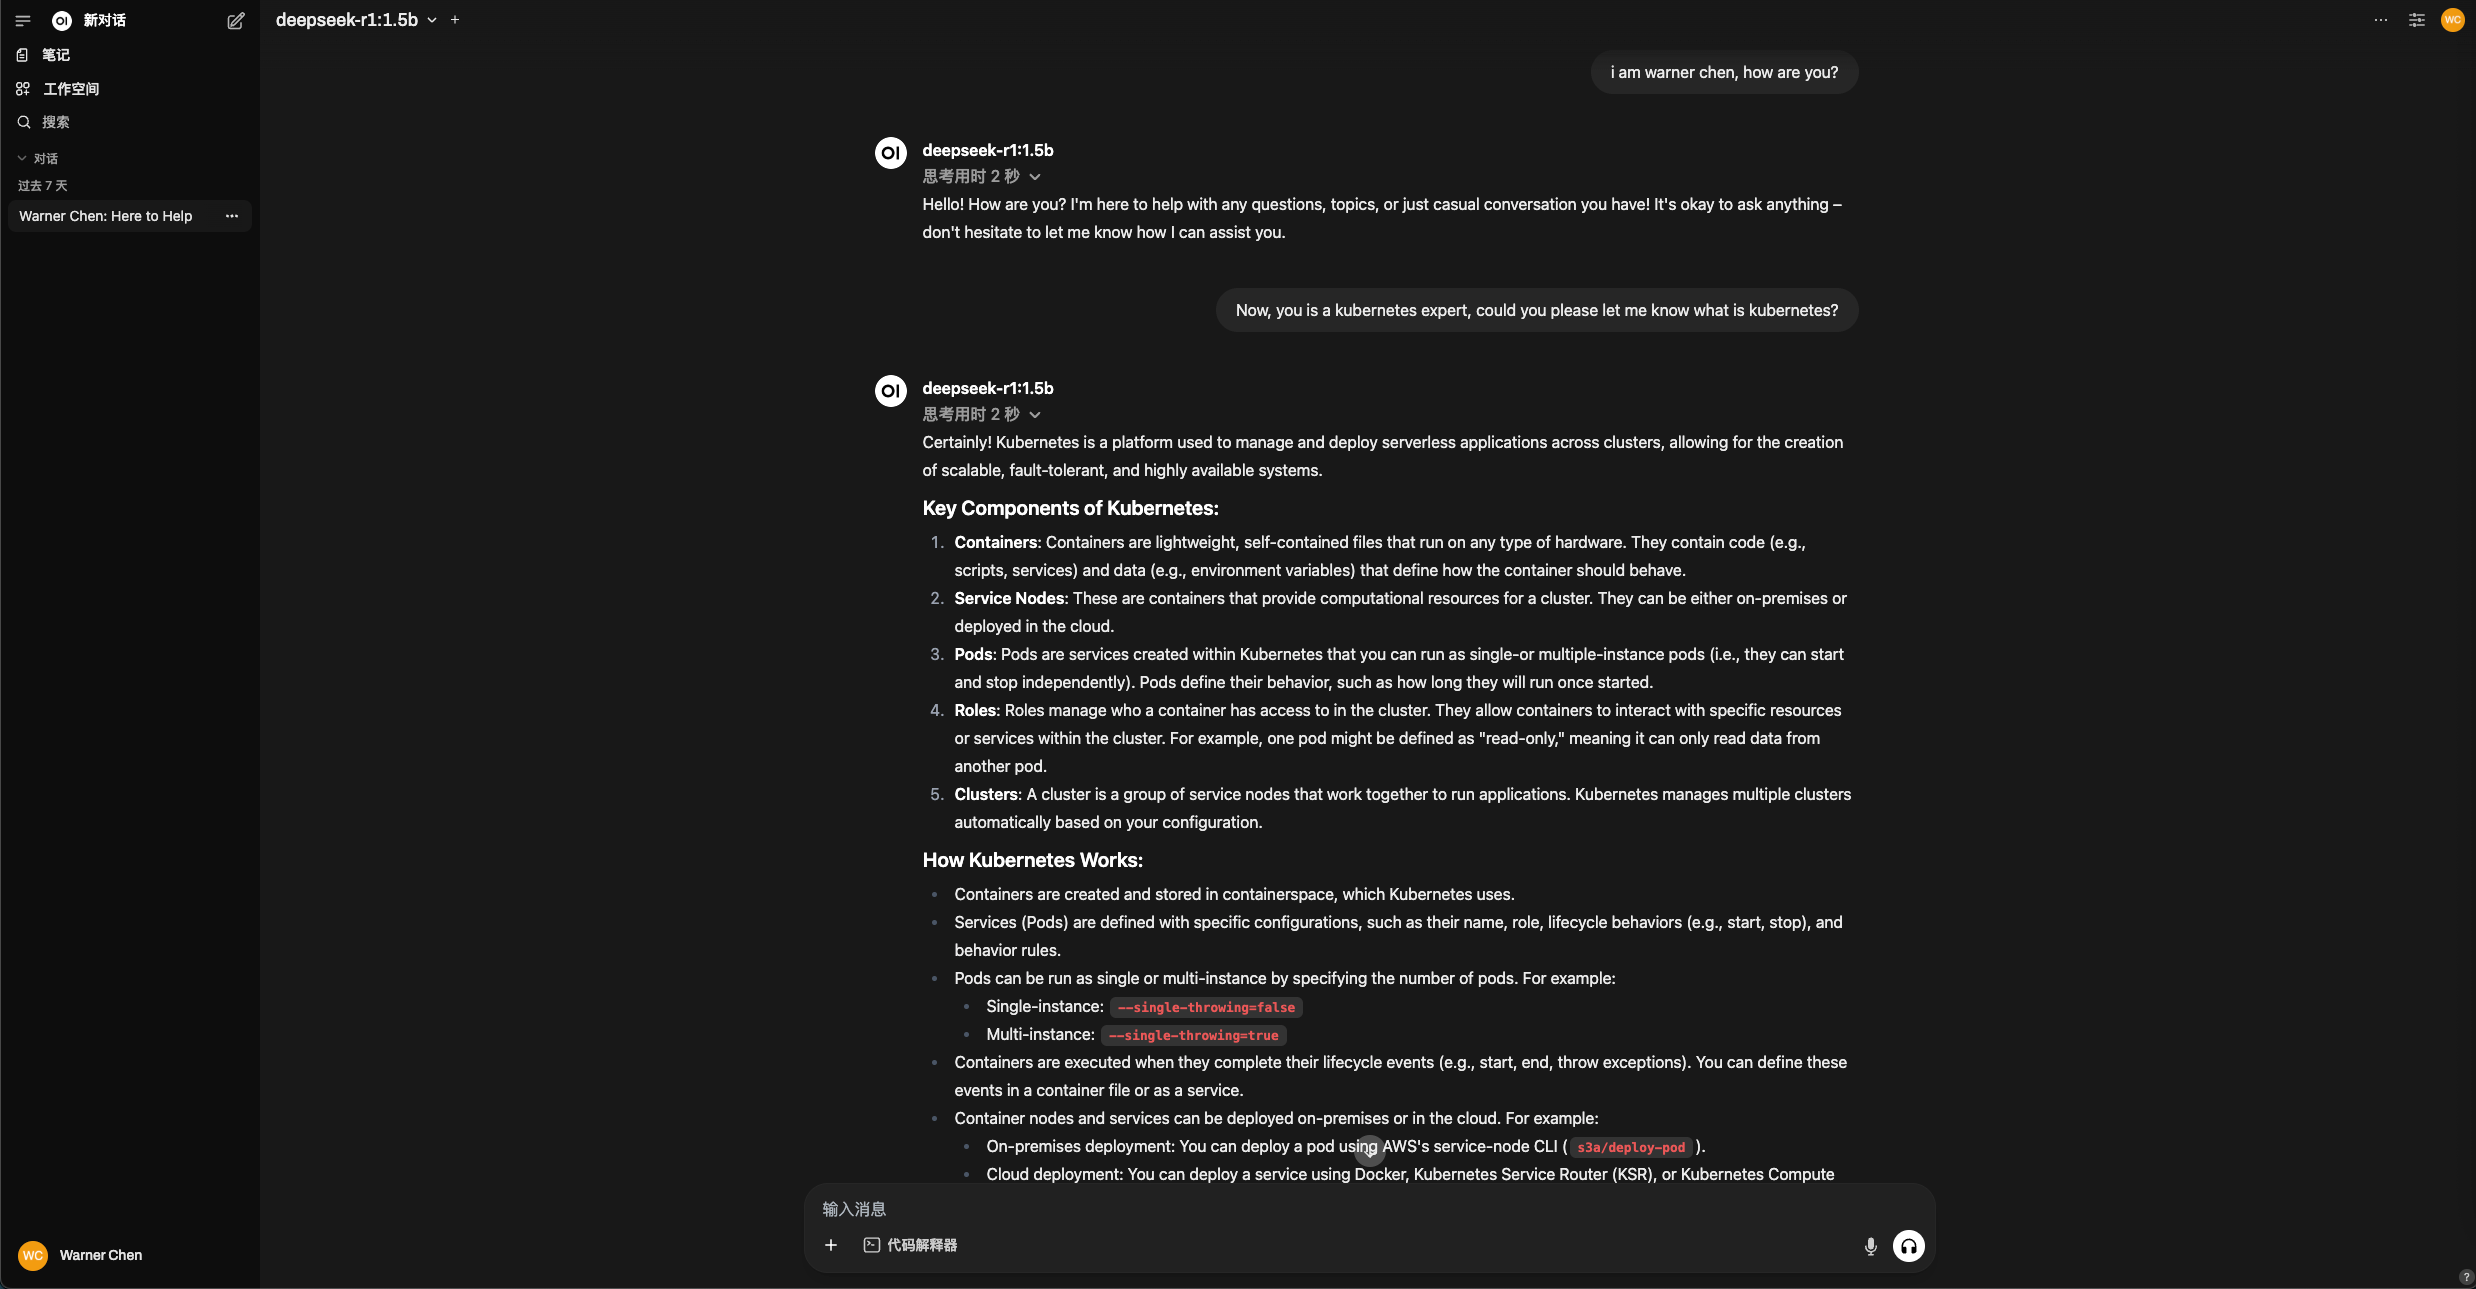 新对话
笔记
工作空间
搜索
对话
过去 7 天
Warner Chen: Here to Help
WC
Warner Chen
deepseek-r1:1.5b
WC
i am warner chen, how are you?
OI
deepseek-r1:1.5b
思考用时 2 秒
Hello! How are you? I'm here to help with any questions, topics, or just casual conversation you have! It's okay to ask anything –
don't hesitate to let me know how I can assist you.
Now, you is a kubernetes expert, could you please let me know what is kubernetes?
OI
deepseek-r1:1.5b
思考用时 2 秒
Certainly! Kubernetes is a platform used to manage and deploy serverless applications across clusters, allowing for the creation
of scalable, fault-tolerant, and highly available systems.
Key Components of Kubernetes:
1. Containers: Containers are lightweight, self-contained files that run on any type of hardware. They contain code (e.g.,
scripts, services) and data (e.g., environment variables) that define how the container should behave.
2. Service Nodes: These are containers that provide computational resources for a cluster. They can be either on-premises or
deployed in the cloud.
3. Pods: Pods are services created within Kubernetes that you can run as single-or multiple-instance pods (i.e., they can start
and stop independently). Pods define their behavior, such as how long they will run once started.
4. Roles: Roles manage who a container has access to in the cluster. They allow containers to interact with specific resources
or services within the cluster. For example, one pod might be defined as "read-only," meaning it can only read data from
another pod.
5. Clusters: A cluster is a group of service nodes that work together to run applications. Kubernetes manages multiple clusters
automatically based on your configuration.
How Kubernetes Works:
• Containers are created and stored in containerspace, which Kubernetes uses.
• Services (Pods) are defined with specific configurations, such as their name, role, lifecycle behaviors (e.g., start, stop), and
behavior rules.
• Pods can be run as single or multi-instance by specifying the number of pods. For example:
• Single-instance: --single-throwing=false
• Multi-instance: --single-throwing=true
• Containers are executed when they complete their lifecycle events (e.g., start, end, throw exceptions). You can define these
events in a container file or as a service.
• Container nodes and services can be deployed on-premises or in the cloud. For example:
• On-premises deployment: You can deploy a pod using AWS's service-node CLI ( s3a/deploy-pod ).
• Cloud deployment: You can deploy a service using Docker, Kubernetes Service Router (KSR), or Kubernetes Compute
输入消息
代码解释器
?